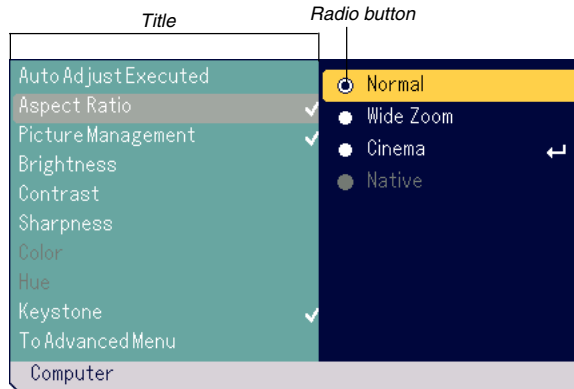 Title
Radio button
Auto Adjust Executed
Aspect Ratio
Picture Management
Brightness
Contrast
Sharpness
Color
Hue
Keystone
To Advanced Menu
Normal
Wide Zoom
Cinema
Native
Computer